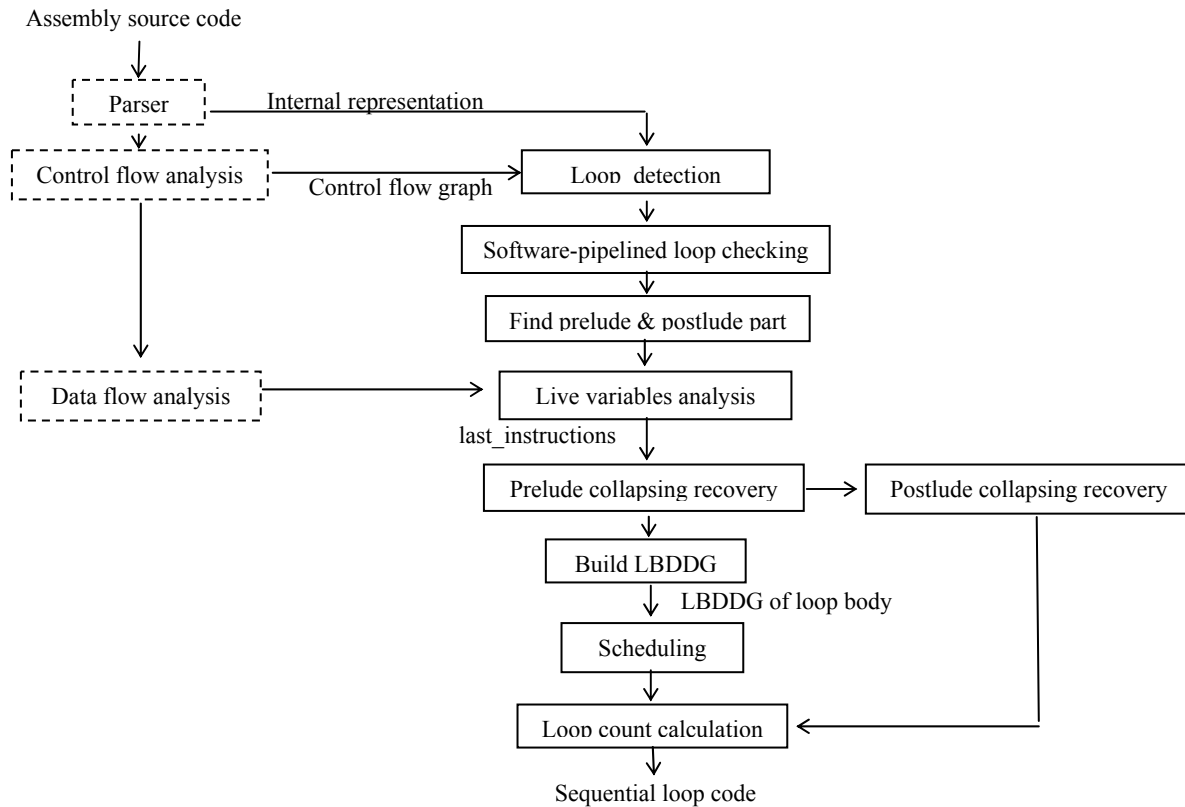 Assembly source code
Parser
Internal representation
Control flow analysis
Control flow graph
Loop detection
Software-pipelined loop checking
Find prelude & postlude part
Data flow analysis
Live variables analysis
last_instructions
Prelude collapsing recovery
Postlude collapsing recovery
Build LBDDG
LBDDG of loop body
Scheduling
Loop count calculation
Sequential loop code